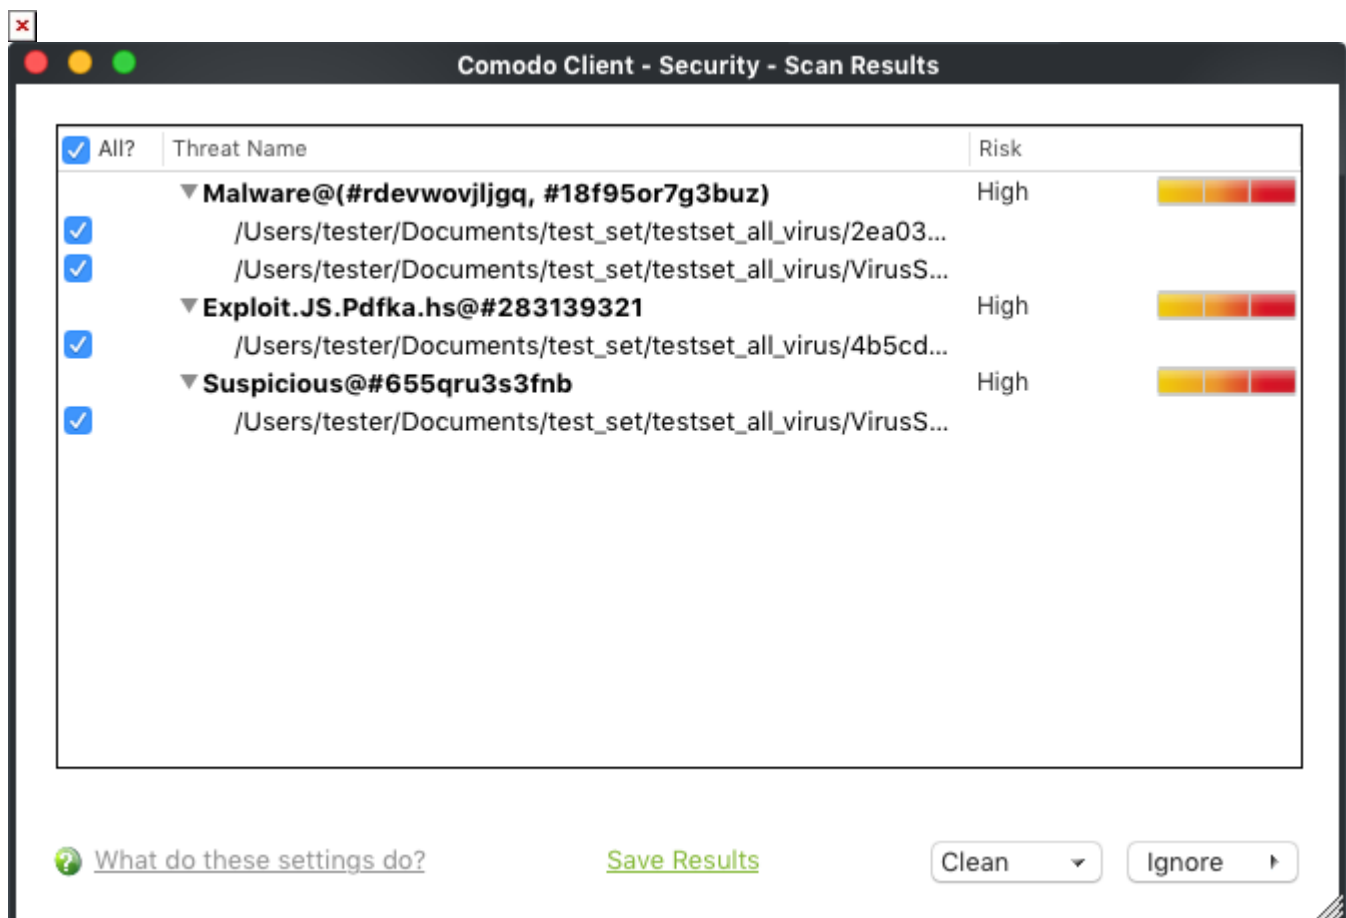 Comodo Client - Security - Scan Results
All? Threat Name Risk
Malware@(#rdevwovjljgq, #18f95or7g3buz) High
/Users/tester/Documents/test_set/testset_all_virus/2ea03...
/Users/tester/Documents/test_set/testset_all_virus/VirusS...
Exploit.JS.Pdfka.hs@#283139321 High
/Users/tester/Documents/test_set/testset_all_virus/4b5cd...
Suspicious@#655qru3s3fnb High
/Users/tester/Documents/test_set/testset_all_virus/VirusS...
What do these settings do? Save Results Clean Ignore